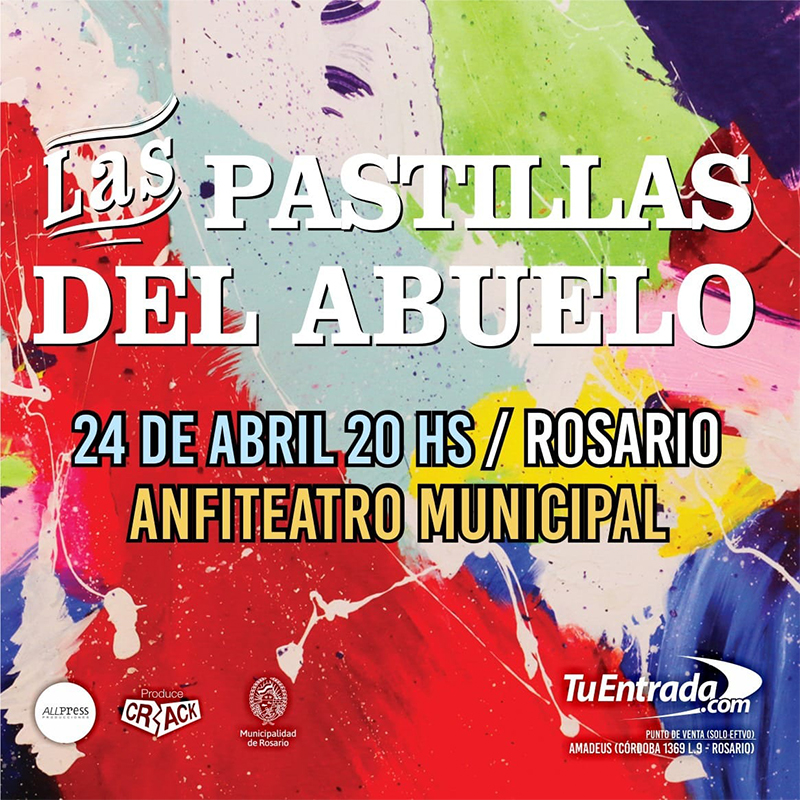 Las PASTILLAS
DEL ABUELO
24 DE ABRIL 20 HS / ROSARIO
ANFITEATRO MUNICIPAL
ALLPRESS
PRODUCCIONES
Produce
CRACK
Municipalidad
de Rosario
TuEntrada
.com
PUNTO DE VENTA (SOLO EFTVO)
AMADEUS (CÓRDOBA 1369 L.9 - ROSARIO)